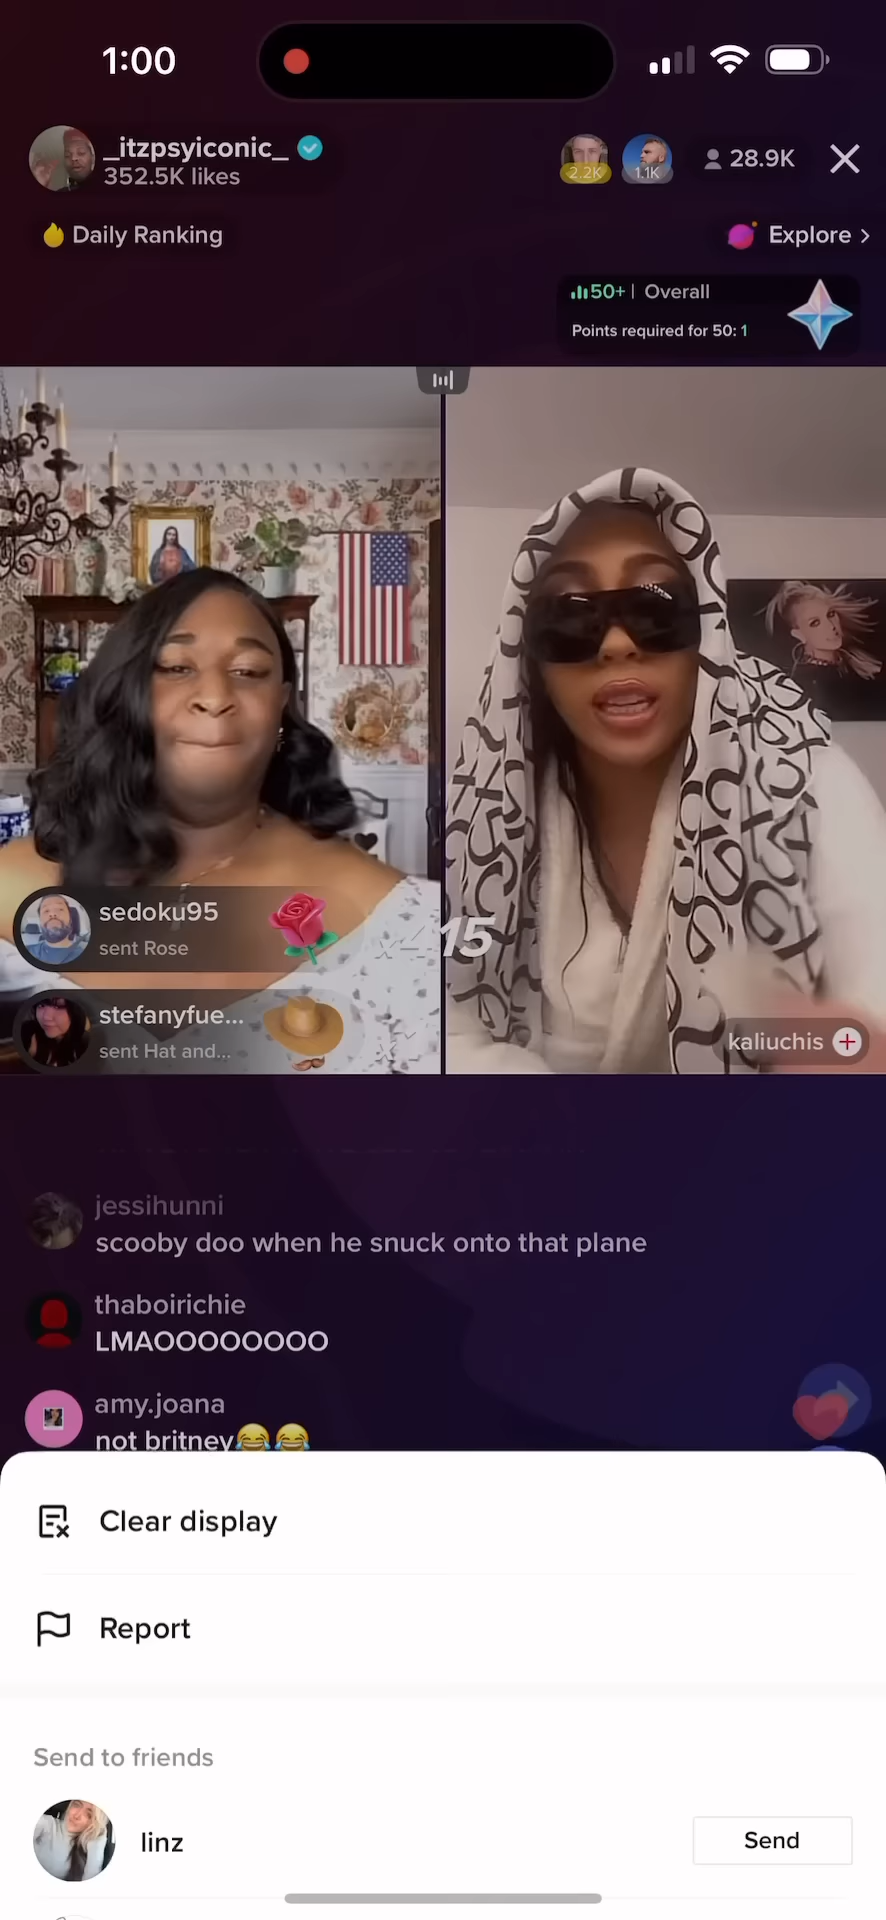 1:00
_itzpsyiconic_
352.5K likes
2.2K
1.1K
28.9K
Daily Ranking
Explore >
50+ | Overall
Points required for 50: 1
sedoku95
sent Rose
stefanyfue...
sent Hat and...
kaliuchis
jessihunni
scooby doo when he snuck onto that plane
thaboirichie
LMAOOOOOOOO
amy.joana
not britney😂😂
Clear display
Report
Send to friends
linz
Send